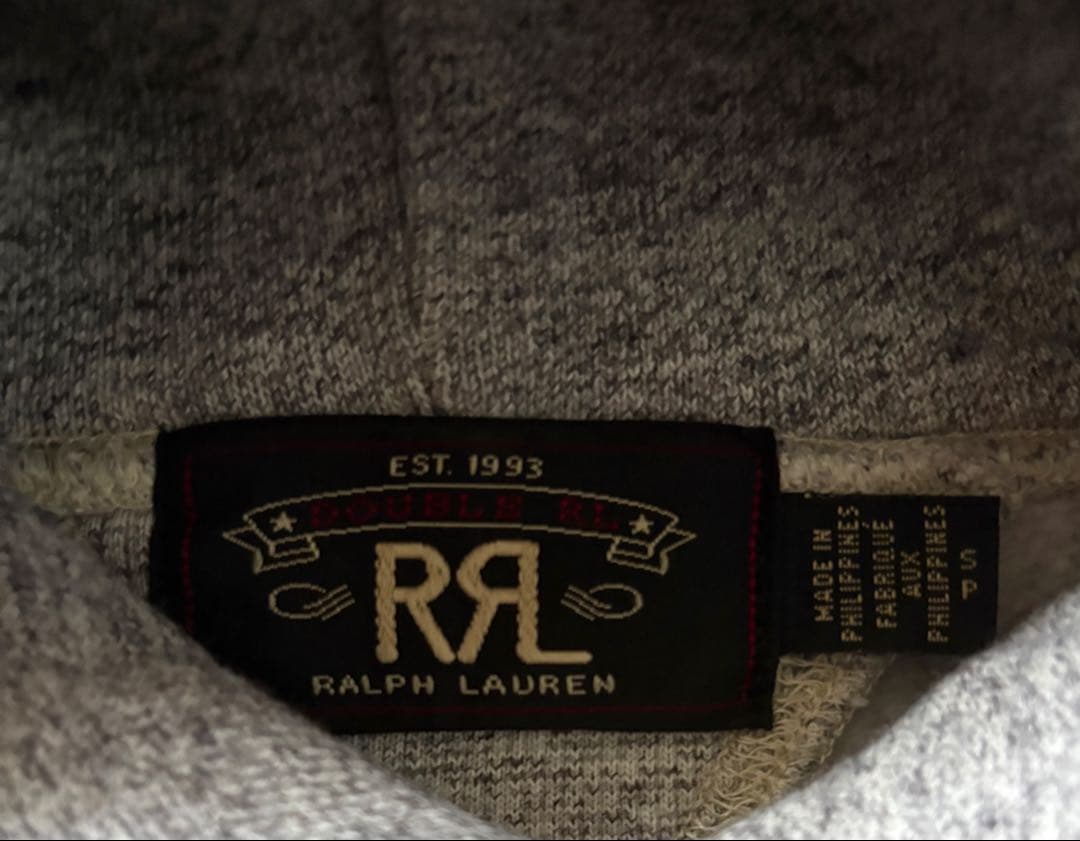 EST. 1993
DOUBLE RL
RRL
RALPH LAUREN
MADE IN
PHILIPPINES
FABRIQUÉ
AUX
PHILIPPINES
S
P